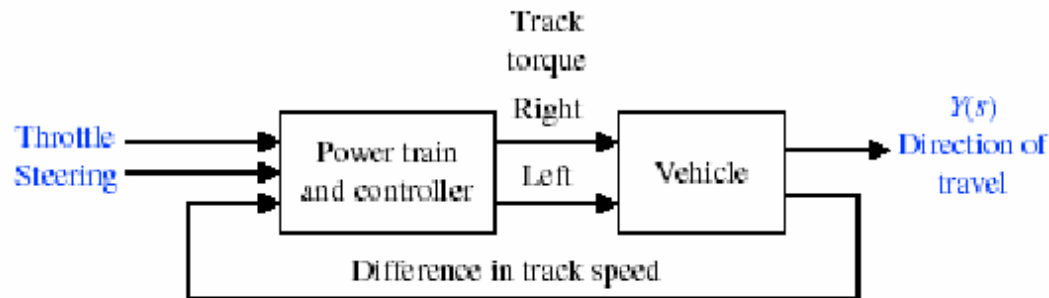 Track
torque
Right
Left
Throttle
Steering
Power train
and controller
Vehicle
Y(s)
Direction of
travel
Difference in track speed